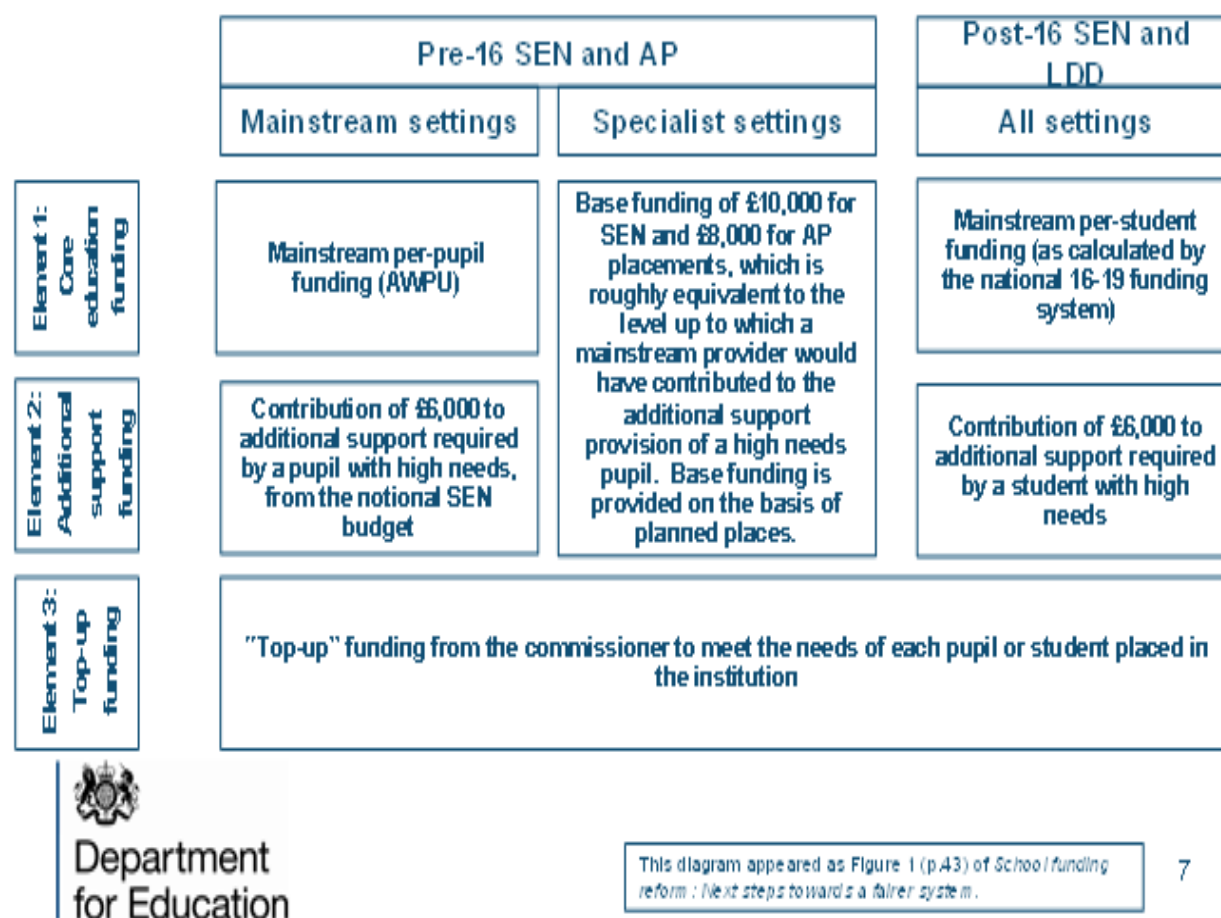 Pre-16 SEN and AP
Post-16 SEN and
LDD
Mainstream settings
Specialist settings
All settings
Element 1:
Core
education
funding
Mainstream per-pupil
funding (AWPU)
Base funding of £10,000 for
SEN and £8,000 for AP
placements, which is
roughly equivalent to the
level up to which a
mainstream provider would
have contributed to the
additional support
provision of a high needs
pupil. Base funding is
provided on the basis of
planned places.
Mainstream per-student
funding (as calculated by
the national 16-19 funding
system)
Element 2:
Additional
support
funding
Contribution of £6,000 to
additional support required
by a pupil with high needs,
from the notional SEN
budget
Contribution of £6,000 to
additional support required
by a student with high
needs
Element 3:
Top-up
funding
"Top-up" funding from the commissioner to meet the needs of each pupil or student placed in
the institution
Department
for Education
This diagram appeared as Figure 1 (p.43) of School funding
reform : Next steps towards a fairer system.
7